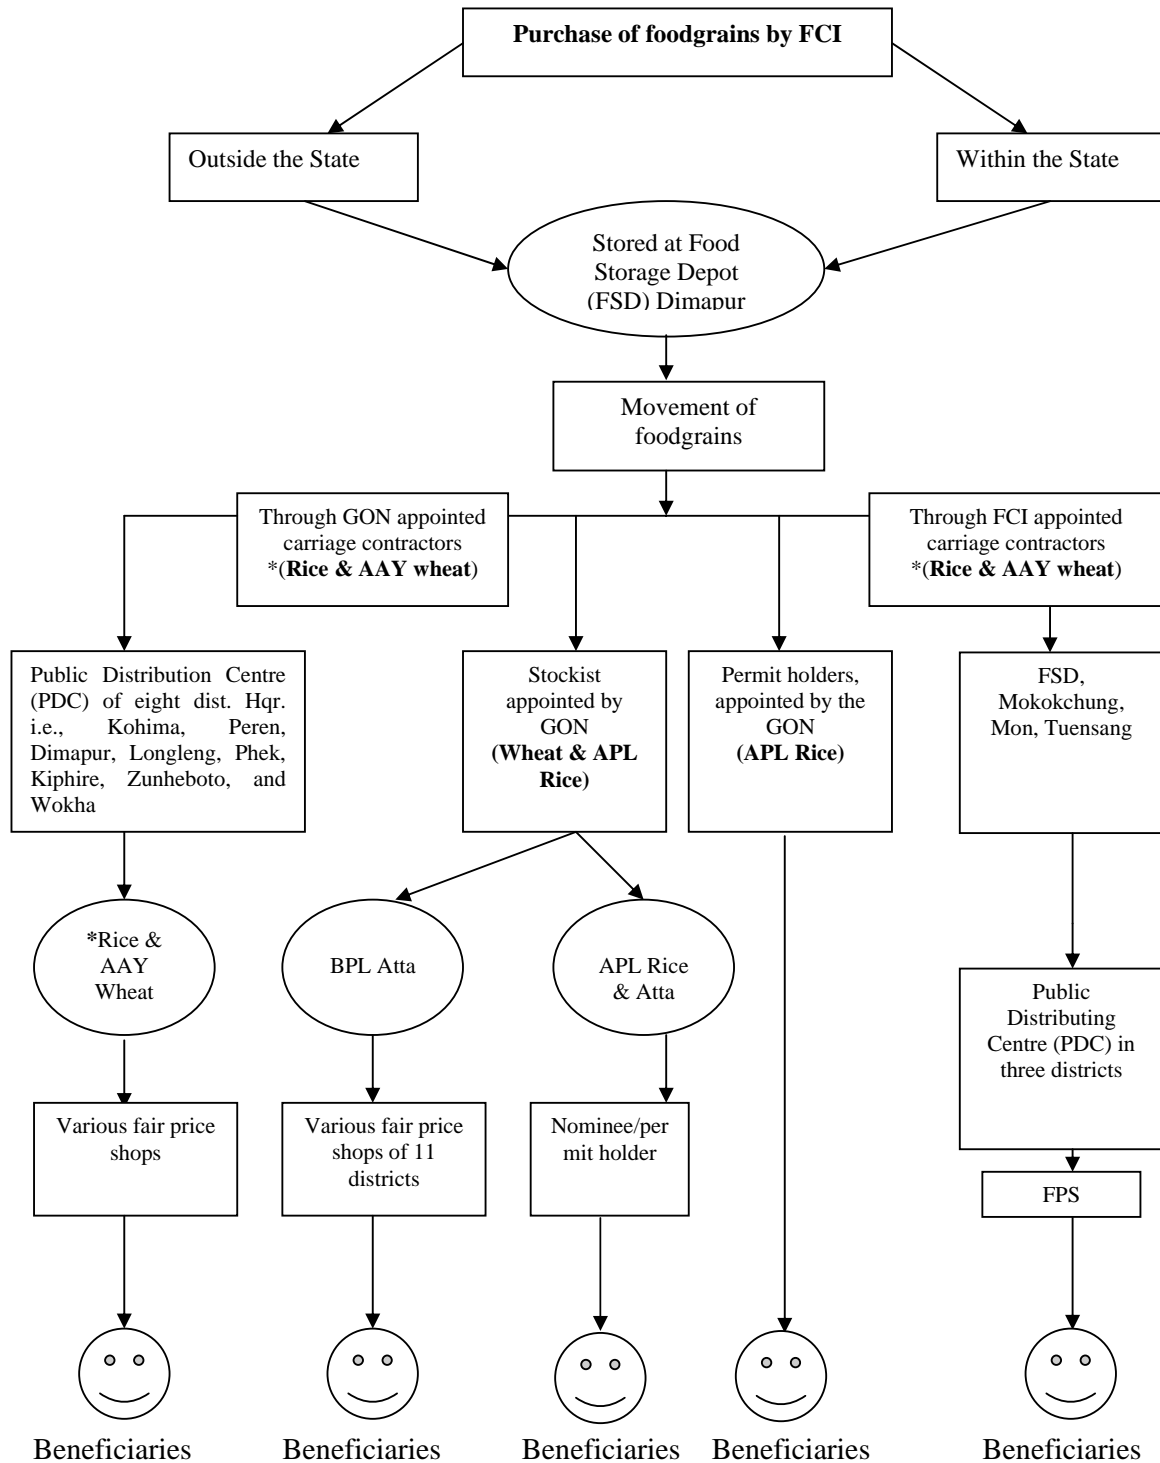 Purchase of foodgrains by FCI
Outside the State
Within the State
Stored at Food
Storage Depot
(FSD) Dimapur
Movement of
foodgrains
Through GON appointed
carriage contractors
*(Rice & AAY wheat)
Through FCI appointed
carriage contractors
*(Rice & AAY wheat)
Public Distribution Centre
(PDC) of eight dist. Hqr.
i.e., Kohima, Peren,
Dimapur, Longleng, Phek,
Kiphire, Zunheboto, and
Wokha
Stockist
appointed by
GON
(Wheat & APL
Rice)
Permit holders,
appointed by the
GON
(APL Rice)
FSD,
Mokokchung,
Mon, Tuensang
*Rice &
AAY
Wheat
BPL Atta
APL Rice
& Atta
Public
Distributing
Centre (PDC) in
three districts
Various fair price
shops
Various fair price
shops of 11
districts
Nominee/per
mit holder
FPS
Beneficiaries
Beneficiaries
Beneficiaries
Beneficiaries
Beneficiaries